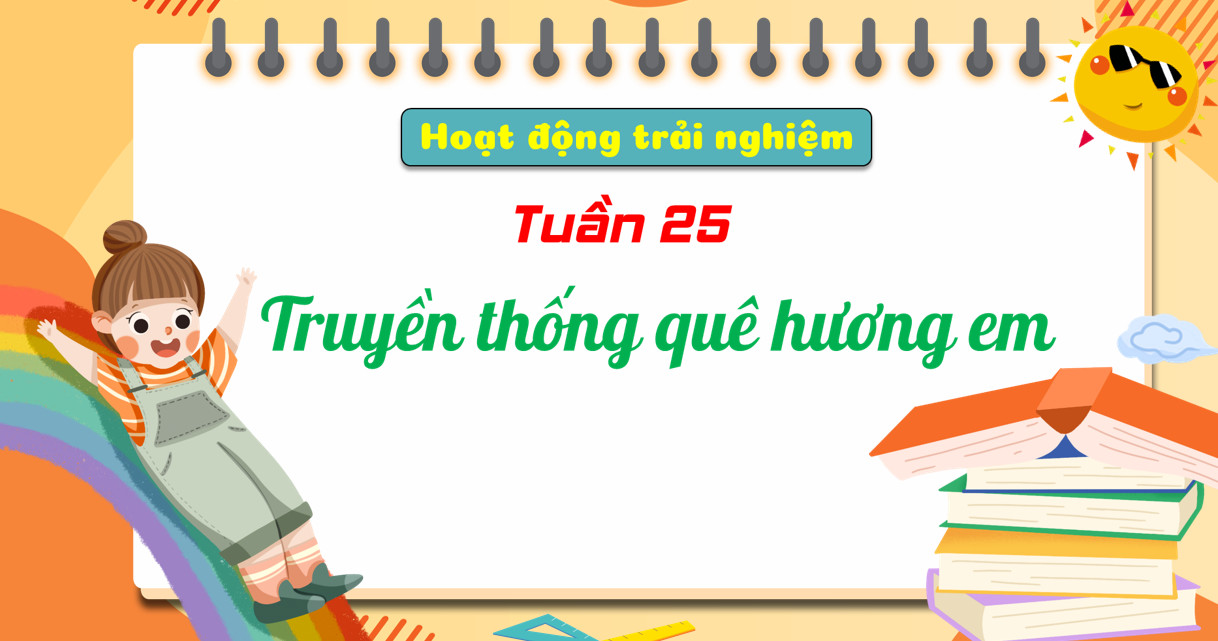 Hoạt động trải nghiệm
Tuần 25
Truyền thống quê hương em